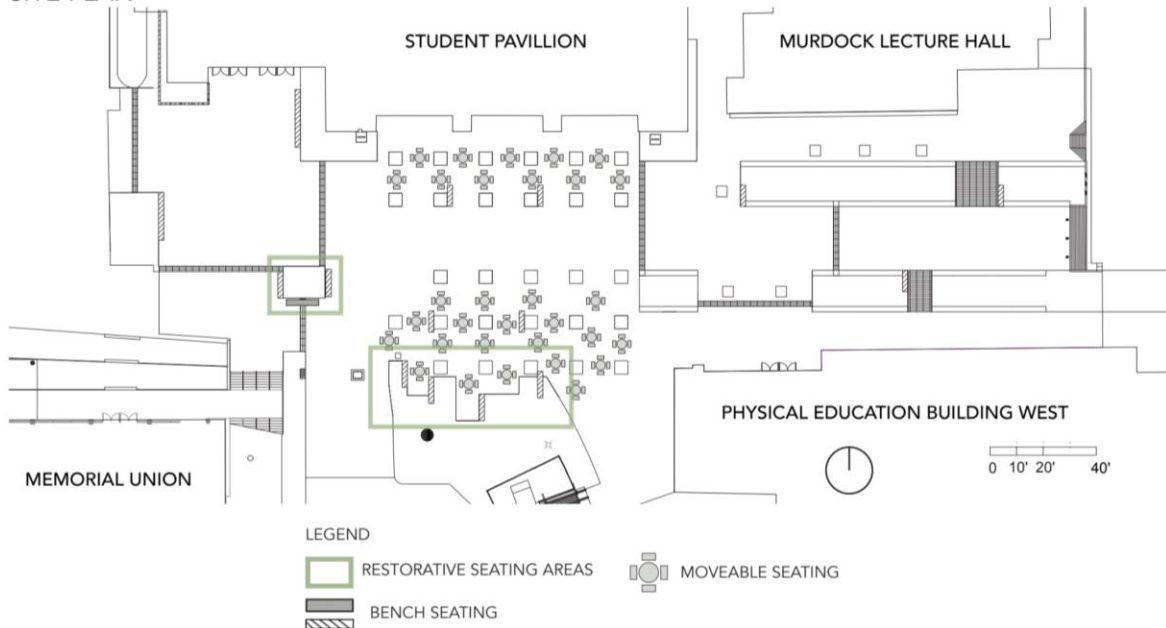 STUDENT PAVILLION
MURDOCK LECTURE HALL
PHYSICAL EDUCATION BUILDING WEST
MEMORIAL UNION
0 10' 20' 40'
LEGEND
RESTORATIVE SEATING AREAS
MOVEABLE SEATING
BENCH SEATING